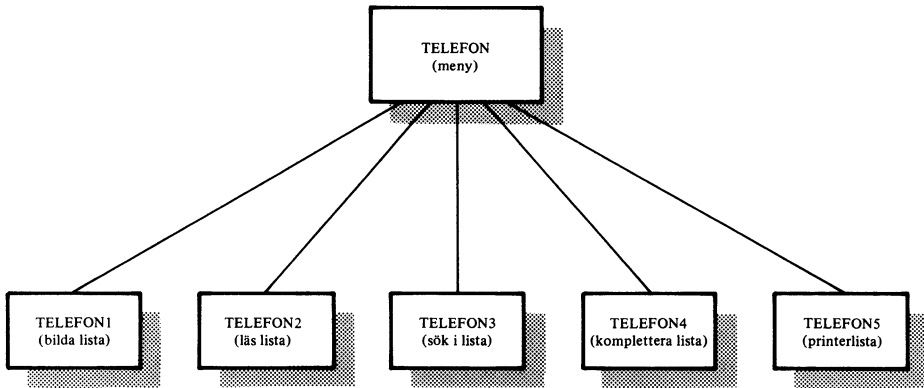 TELEFON
(meny)
TELEFON1
(bilda lista)
TELEFON2
(läs lista)
TELEFON3
(sök i lista)
TELEFON4
(komplettera lista)
TELEFON5
(printerlista)